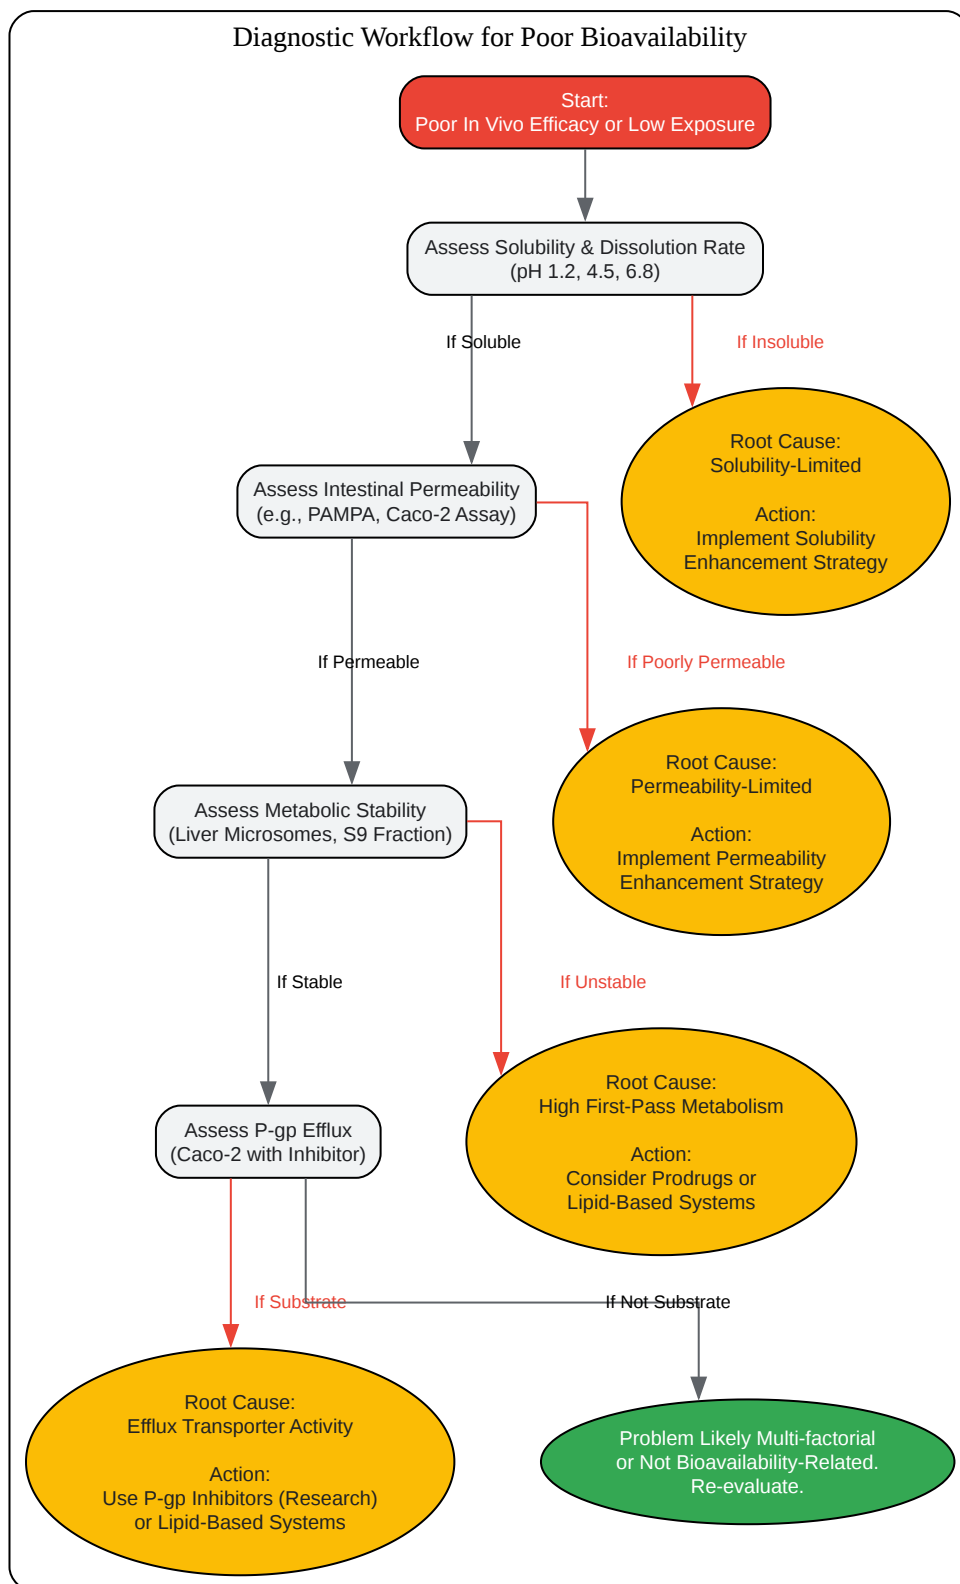 Diagnostic Workflow for Poor Bioavailability
Start:
Poor In Vivo Efficacy or Low Exposure
Assess Solubility & Dissolution Rate
(pH 1.2, 4.5, 6.8)
If Soluble
If Insoluble
Root Cause:
Solubility-Limited
Action:
Implement Solubility
Enhancement Strategy
Assess Intestinal Permeability
(e.g., PAMPA, Caco-2 Assay)
If Permeable
If Poorly Permeable
Root Cause:
Permeability-Limited
Action:
Implement Permeability
Enhancement Strategy
Assess Metabolic Stability
(Liver Microsomes, S9 Fraction)
If Stable
If Unstable
Root Cause:
High First-Pass Metabolism
Action:
Consider Prodrugs or
Lipid-Based Systems
Assess P-gp Efflux
(Caco-2 with Inhibitor)
If Substrate
If Not Substrate
Root Cause:
Efflux Transporter Activity
Action:
Use P-gp Inhibitors (Research)
or Lipid-Based Systems
Problem Likely Multi-factorial
or Not Bioavailability-Related.
Re-evaluate.